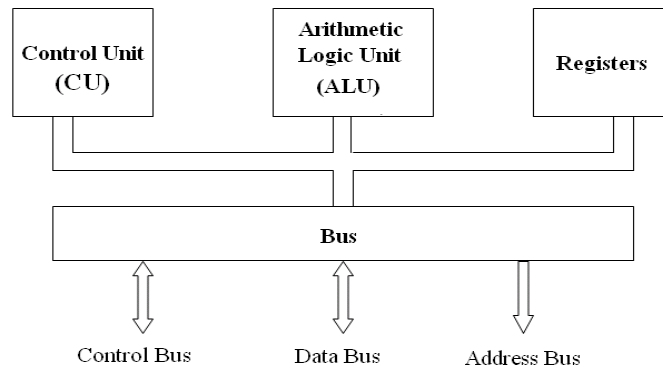 Control Unit
(CU)
Arithmetic
Logic Unit
(ALU)
Registers
Bus
Control Bus
Data Bus
Address Bus